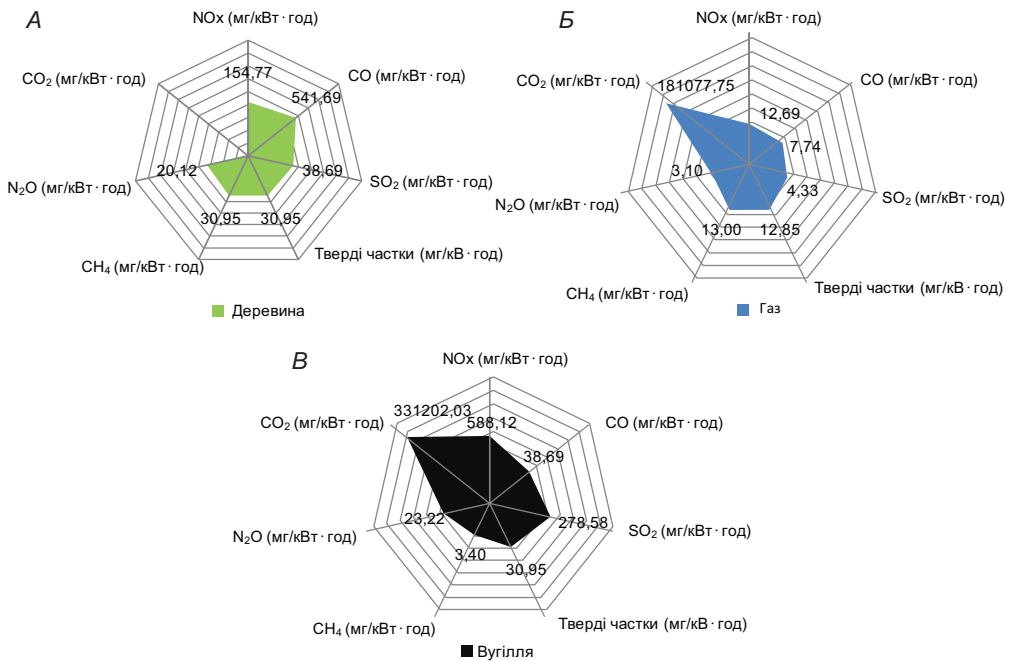 А
NOx (мг/кВт · год)
CO₂ (мг/кВт · год)
CO (мг/кВт · год)
154,77
541,69
20,12
38,69
N₂O (мг/кВт · год)
SO₂ (мг/кВт · год)
30,95
30,95
CH₄ (мг/кВт · год)
Тверді частки (мг/кВ · год)
Деревина
Б
NOx (мг/кВт · год)
CO₂ (мг/кВт · год)
CO (мг/кВт · год)
181077,75
12,69
7,74
3,10
4,33
N₂O (мг/кВт · год)
SO₂ (мг/кВт · год)
13,00
12,85
CH₄ (мг/кВт · год)
Тверді частки (мг/кВ · год)
Газ
В
NOx (мг/кВт · год)
CO₂ (мг/кВт · год)
331202,03
588,12
CO (мг/кВт · год)
38,69
23,22
278,58
N₂O (мг/кВт · год)
SO₂ (мг/кВт · год)
3,40
30,95
CH₄ (мг/кВт · год)
Тверді частки (мг/кВ · год)
Вугілля